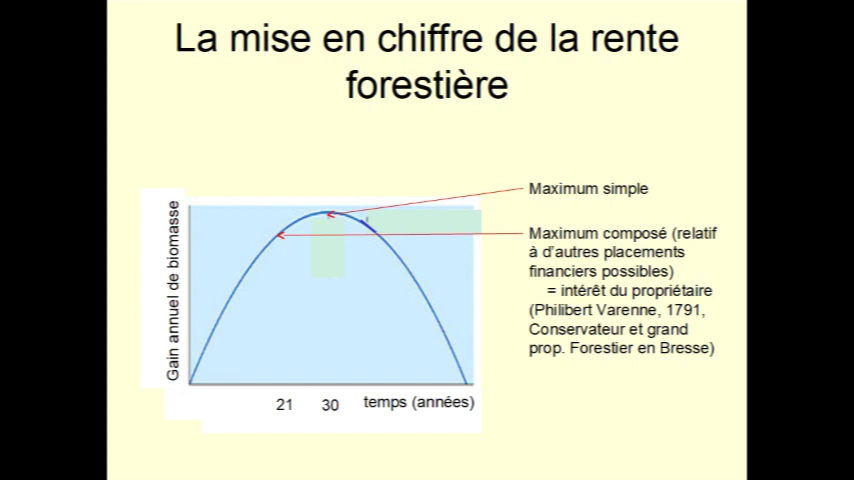 La mise en chiffre de la rente
forestière
Maximum simple
Maximum composé (relatif
à d'autres placements
financiers possibles)
= intérêt du propriétaire
(Philibert Varenne, 1791,
Conservateur et grand
prop. Forestier en Bresse)
Gain annuel de biomasse
21
30
temps (années)